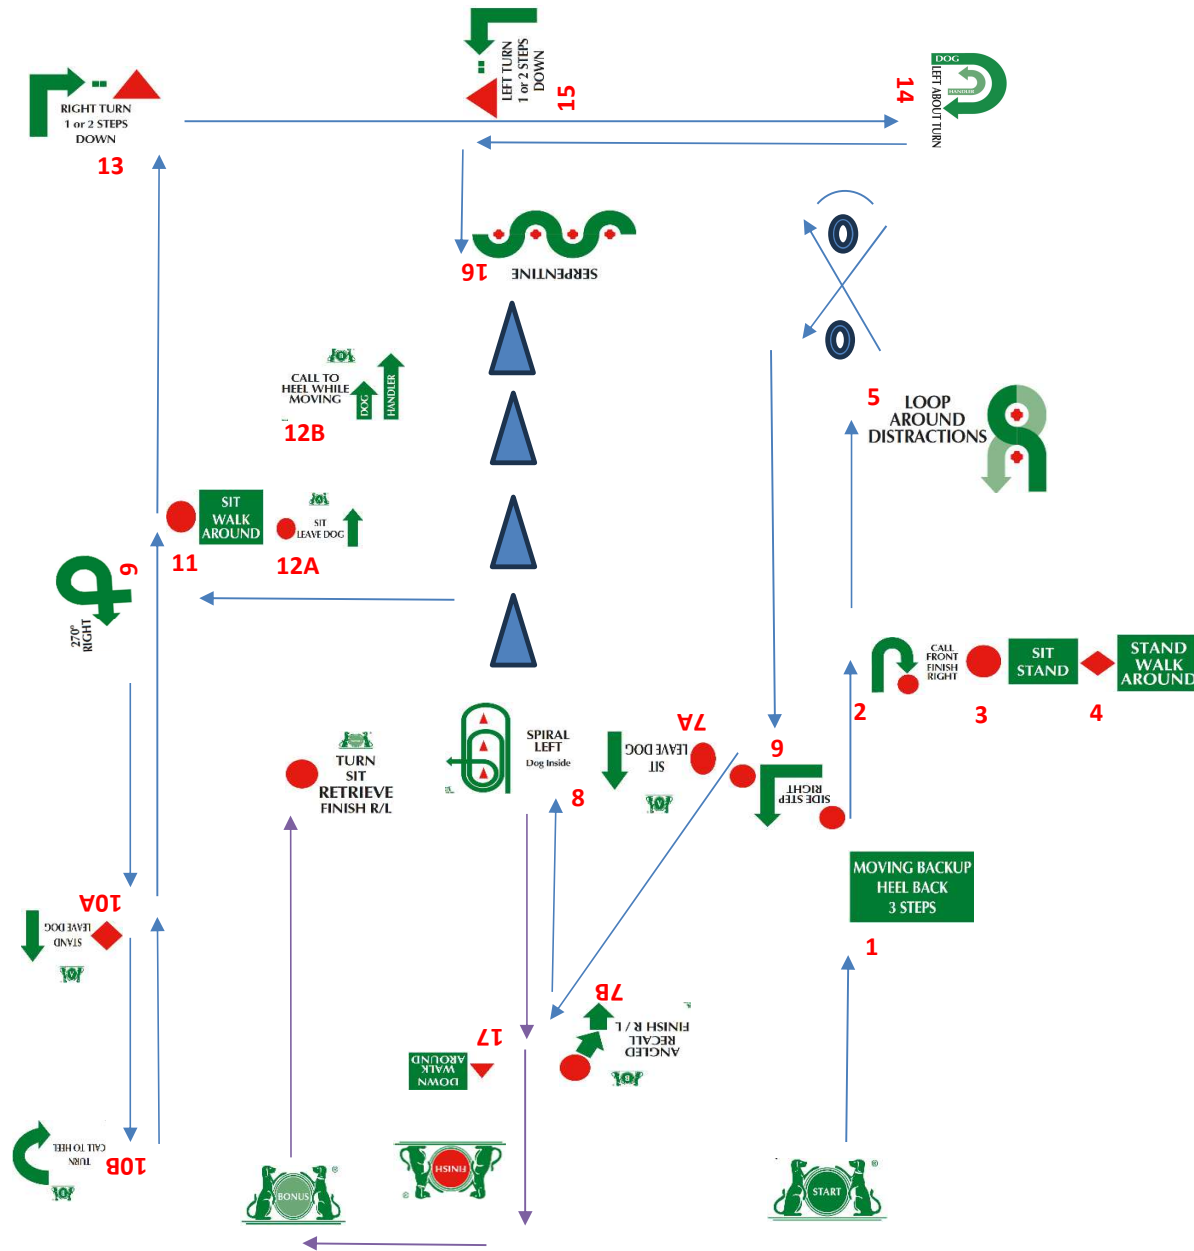 RIGHT TURN
1 or 2 STEPS
DOWN
13
LEFT TURN
1 or 2 STEPS
DOWN
15
14
DOG
HANDLER
LEFT ABOUT TURN
16
SERPENTINE
CALL TO
HEEL WHILE
MOVING
DOG
HANDLER
12B
5
LOOP
AROUND
DISTRACTIONS
SIT
WALK
AROUND
11
SIT
LEAVE DOG
12A
9
270°
RIGHT
CALL
FRONT
FINISH
RIGHT
2
SIT
STAND
3
STAND
WALK
AROUND
4
TURN
SIT
RETRIEVE
FINISH R/L
SPIRAL
LEFT
Dog Inside
8
7A
SIT
LEAVE DOG
6
SIDE STEP
RIGHT
MOVING BACKUP
HEEL BACK
3 STEPS
1
10A
STAND
LEAVE DOG
7B
ANGLED
RECALL
FINISH R / L
17
DOWN
WALK
AROUND
10B
TURN
CALL TO HEEL
BONUS
®
FINISH
®
START
®